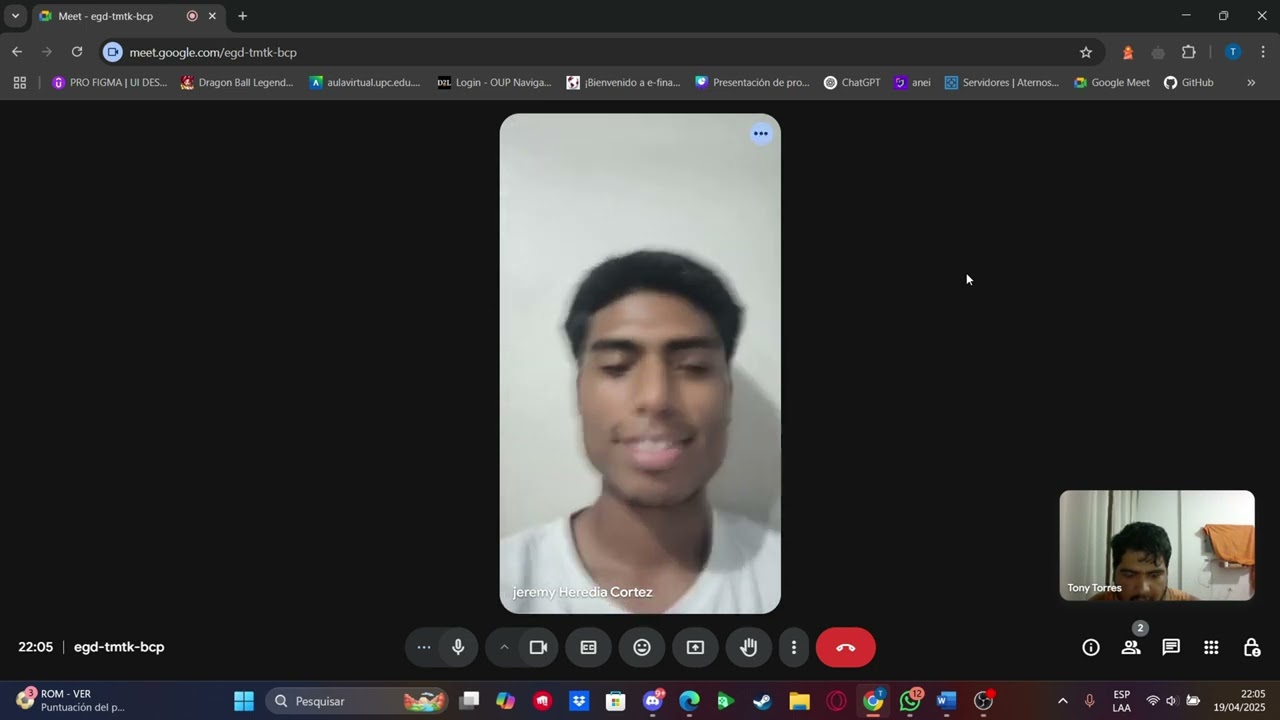 Meet - egd-tmtk-bcp
meet.google.com/egd-tmtk-bcp
T
PRO FIGMA | UI DES...
Dragon Ball Legend...
aulavirtual.upc.edu....
D2L
Login - OUP Naviga...
¡Bienvenido a e-fina...
Presentación de pro...
ChatGPT
anei
Servidores | Aternos...
Google Meet
GitHub
jeremy Heredia Cortez
Tony Torres
22:05
egd-tmtk-bcp
2
3
ROM - VER
Puntuación del p...
Pesquisar
12
ESP
LAA
22:05
19/04/2025